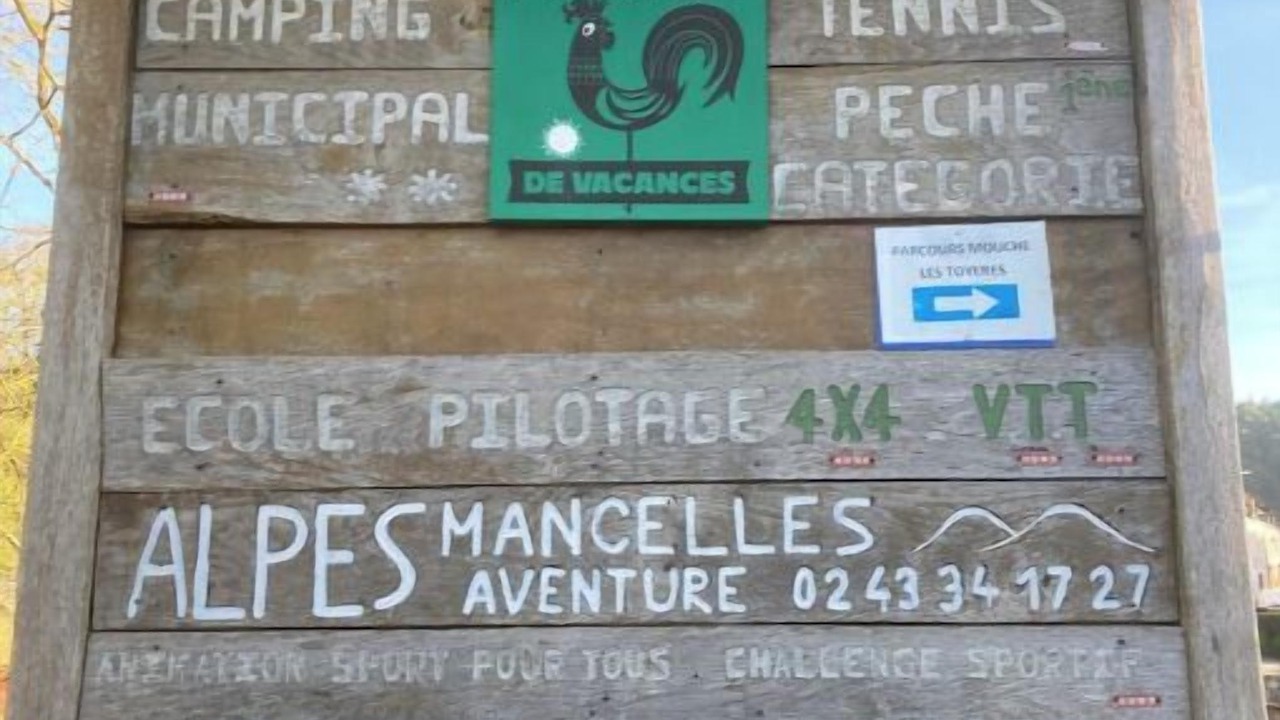 CAMPING
MUNICIPAL
**
DE VACANCES
TENNIS
PECHE 1ère
CATEGORIE
PARCOURS MOUCHE
LES TOYERES
ECOLE PILOTAGE 4X4 VTT
ALPES MANCELLES
AVENTURE 02 43 34 17 27
ANIMATION SPORT POUR TOUS CHALLENGE SPORTIF